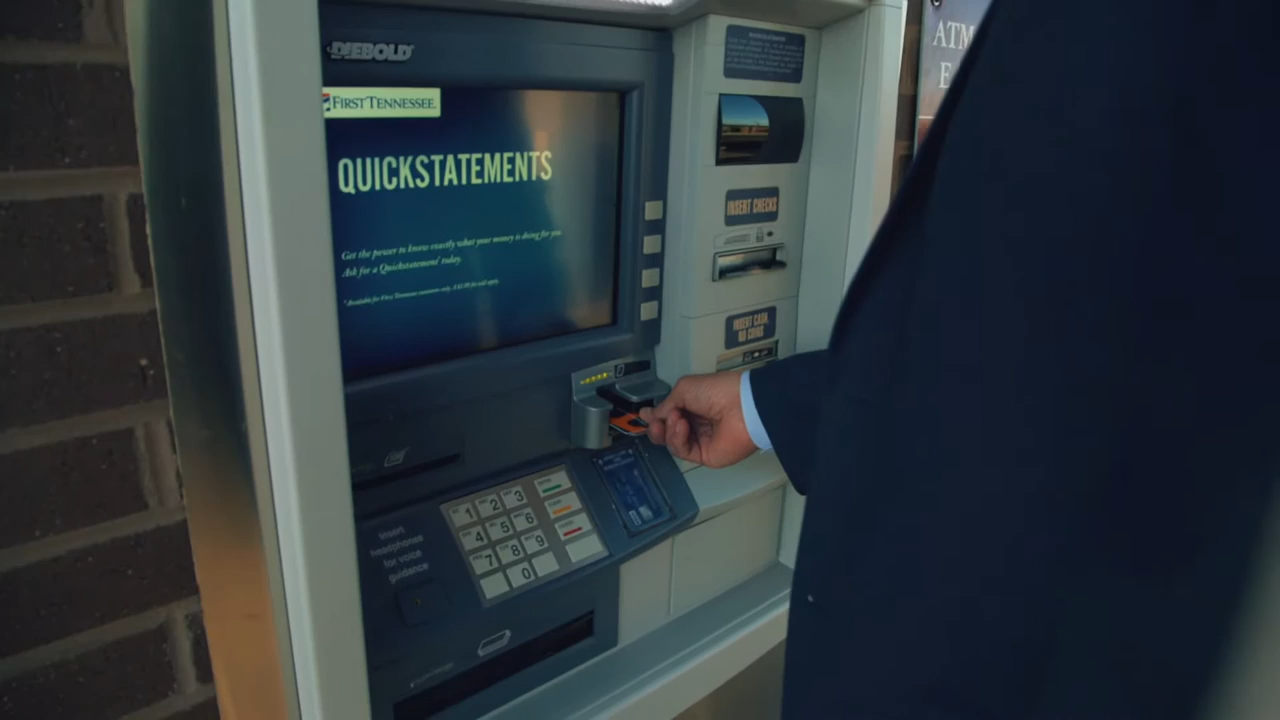 DIEBOLD
FIRST TENNESSEE.
QUICKSTATEMENTS
Get the power to know exactly what your money is doing for you.
Ask for a Quickstatement today.
INSERT CHECKS
INSERT CASH,
NO COINS
ATM
E
1 2 3
4 5 6
7 8 9
0
Insert
headphones
for voice
guidance